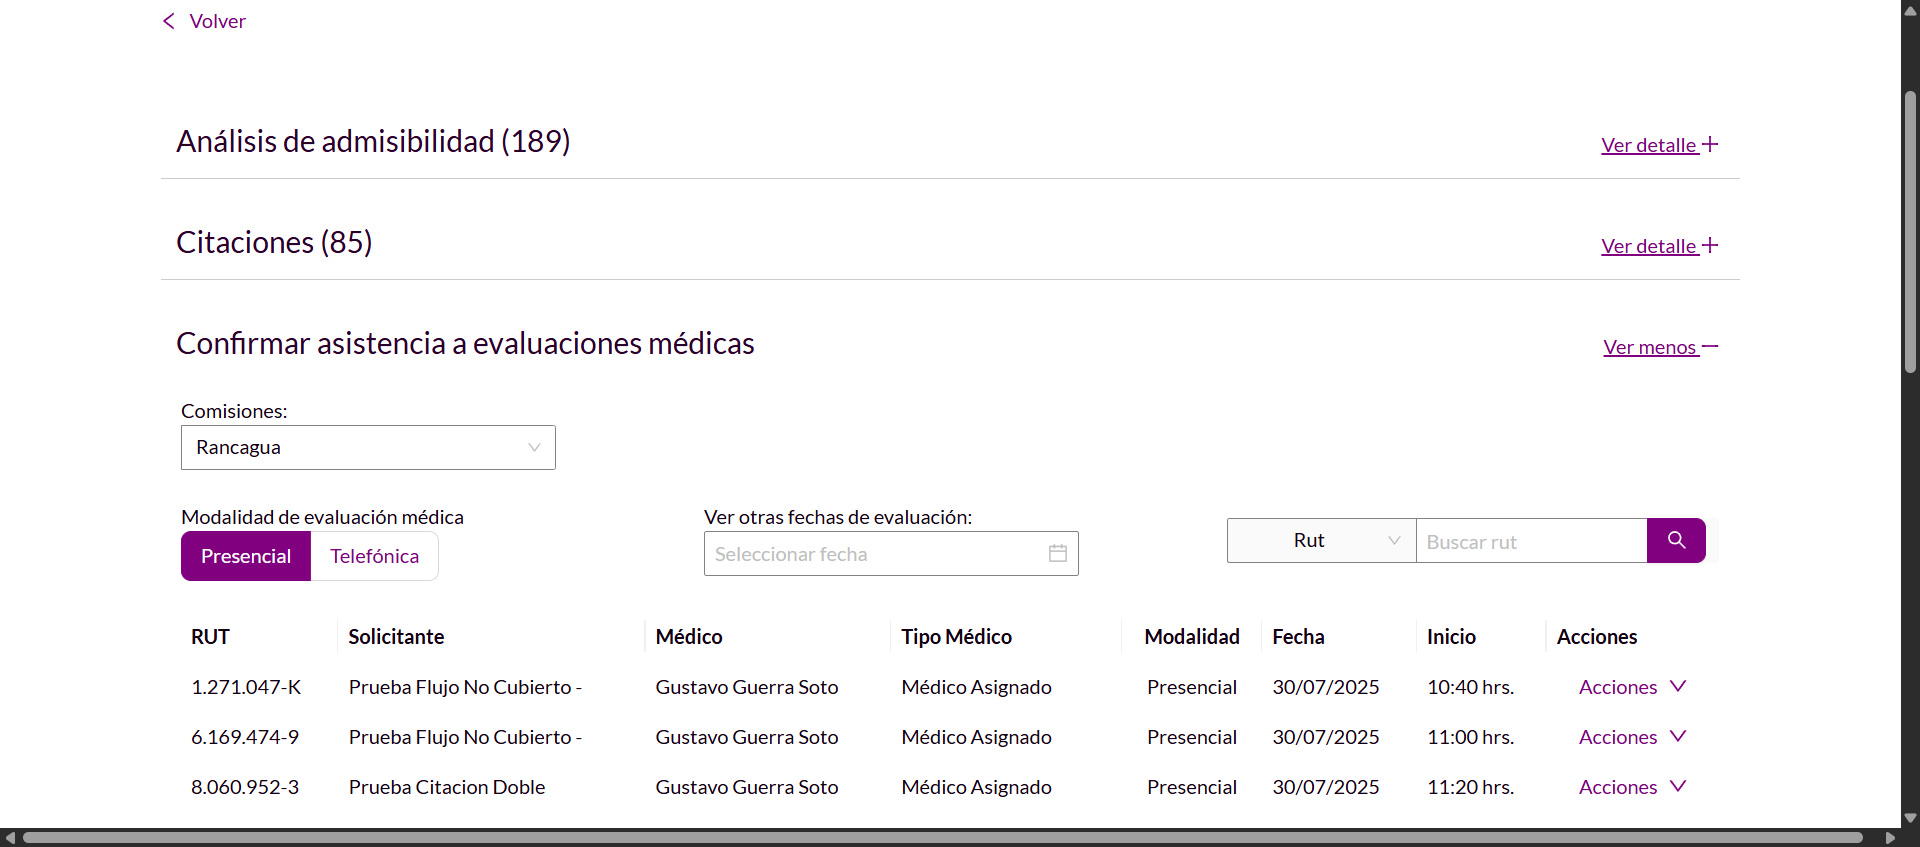 Volver
Análisis de admisibilidad (189)
Ver detalle
Citaciones (85)
Ver detalle
Confirmar asistencia a evaluaciones médicas
Ver menos
Comisiones:
Rancagua
Modalidad de evaluación médica
Presencial Telefónica
Ver otras fechas de evaluación:
Seleccionar fecha
Rut Buscar rut
RUT Solicitante Médico Tipo Médico Modalidad Fecha Inicio Acciones
1.271.047-K Prueba Flujo No Cubierto - Gustavo Guerra Soto Médico Asignado Presencial 30/07/2025 10:40 hrs. Acciones
6.169.474-9 Prueba Flujo No Cubierto - Gustavo Guerra Soto Médico Asignado Presencial 30/07/2025 11:00 hrs. Acciones
8.060.952-3 Prueba Citacion Doble Gustavo Guerra Soto Médico Asignado Presencial 30/07/2025 11:20 hrs. Acciones